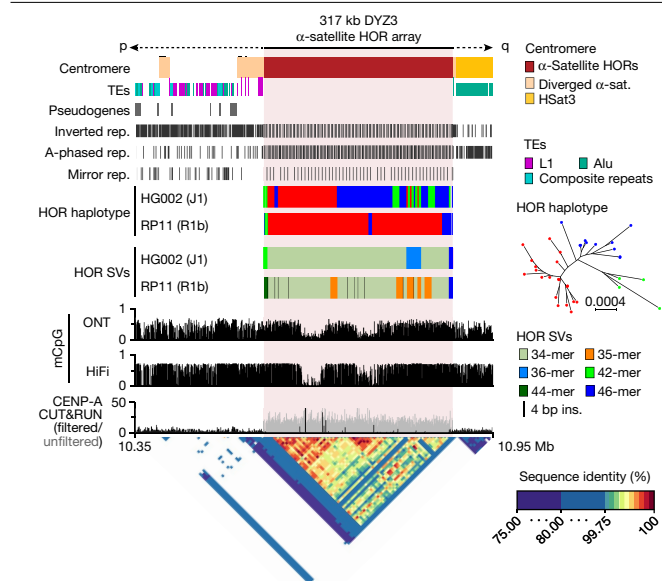 317 kb DYZ3
α-satellite HOR array
p
q
Centromere
TEs
Pseudogenes
Inverted rep.
A-phased rep.
Mirror rep.
HOR haplotype
HG002 (J1)
RP11 (R1b)
HOR SVs
HG002 (J1)
RP11 (R1b)
mCpG
ONT
1
0
HiFi
1
0
CENP-A
CUT&RUN
(filtered/
unfiltered)
50
0
10.35
10.95 Mb
Centromere
α-Satellite HORs
Diverged α-sat.
HSat3
TEs
L1
Alu
Composite repeats
HOR haplotype
0.0004
HOR SVs
34-mer
35-mer
36-mer
42-mer
44-mer
46-mer
4 bp ins.
Sequence identity (%)
75.00
80.00
99.75
100